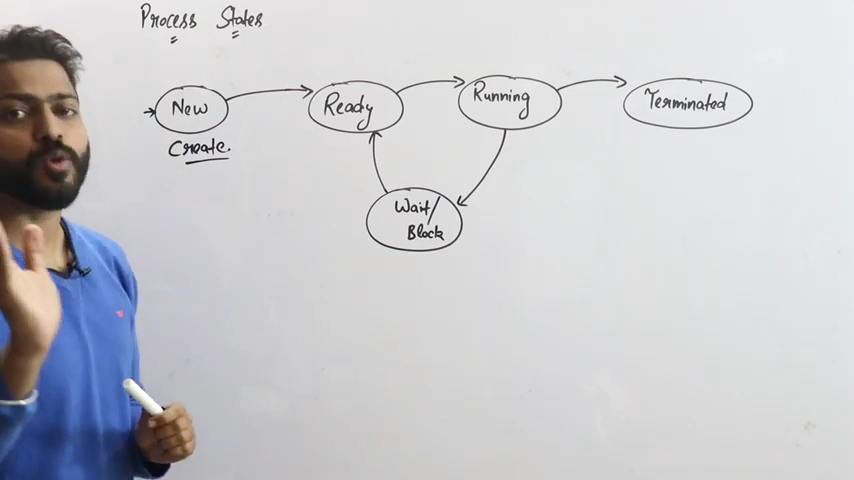 Process States
New
Ready
Running
Terminated
Create.
Wait/
Block